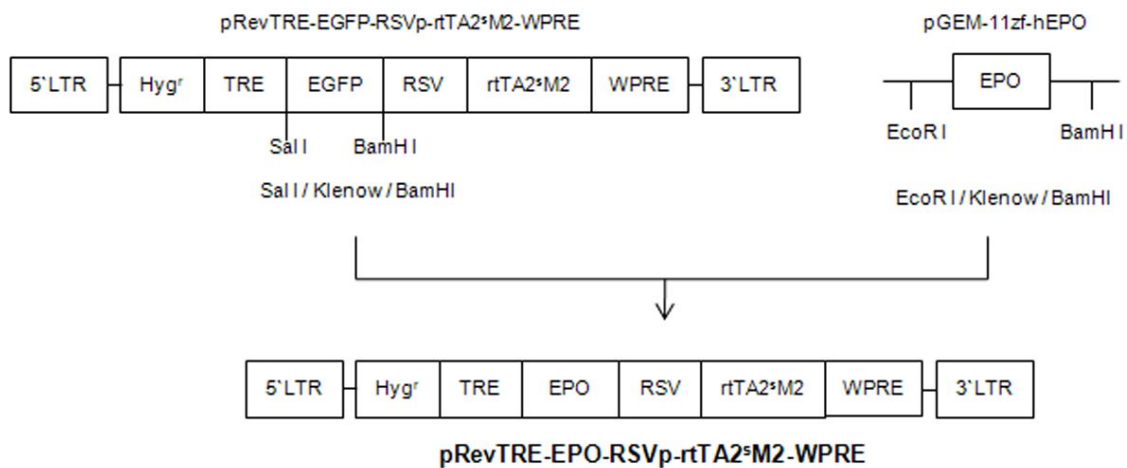 pRevTRE-EGFP-RSVp-rtTA2ˢM2-WPRE
pGEM-11zf-hEPO
5`LTR Hygʳ TRE EGFP RSV rtTA2ˢM2 WPRE 3`LTR
EPO
Sal I BamH I
EcoR I BamH I
Sal I / Klenow / BamHI
EcoR I / Klenow / BamHI
5`LTR Hygʳ TRE EPO RSV rtTA2ˢM2 WPRE 3`LTR
pRevTRE-EPO-RSVp-rtTA2ˢM2-WPRE